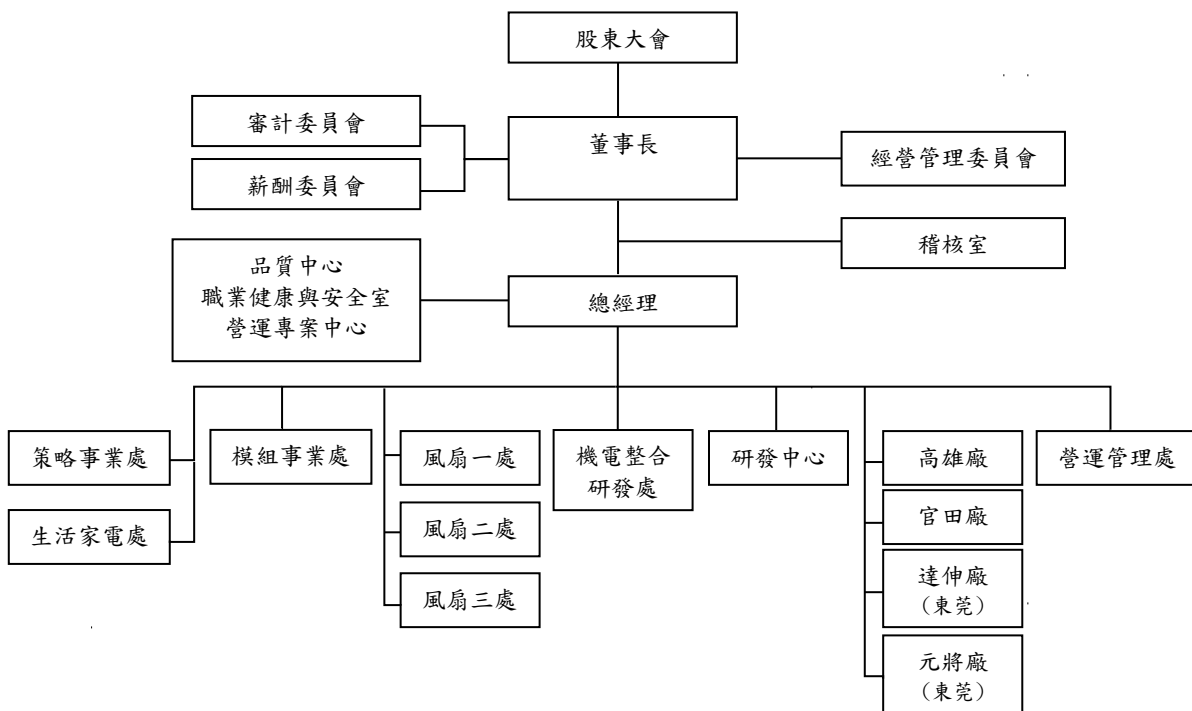 股東大會
審計委員會
董事長
薪酬委員會
經營管理委員會
稽核室
品質中心
職業健康與安全室
營運專案中心
總經理
策略事業處
模組事業處
風扇一處
機電整合
研發處
研發中心
高雄廠
營運管理處
生活家電處
風扇二處
官田廠
風扇三處
達伸廠
(東莞)
元將廠
(東莞)